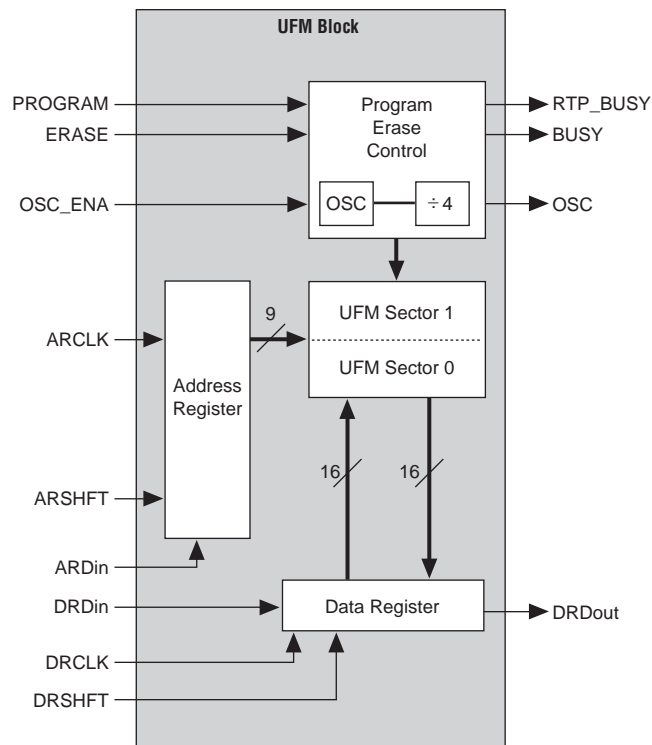 UFM Block
PROGRAM
ERASE
OSC_ENA
Program
Erase
Control
OSC
÷ 4
RTP_BUSY
BUSY
OSC
ARCLK
ARSHFT
ARDin
Address
Register
9
UFM Sector 1
UFM Sector 0
16
16
DRDin
DRCLK
DRSHFT
Data Register
DRDout